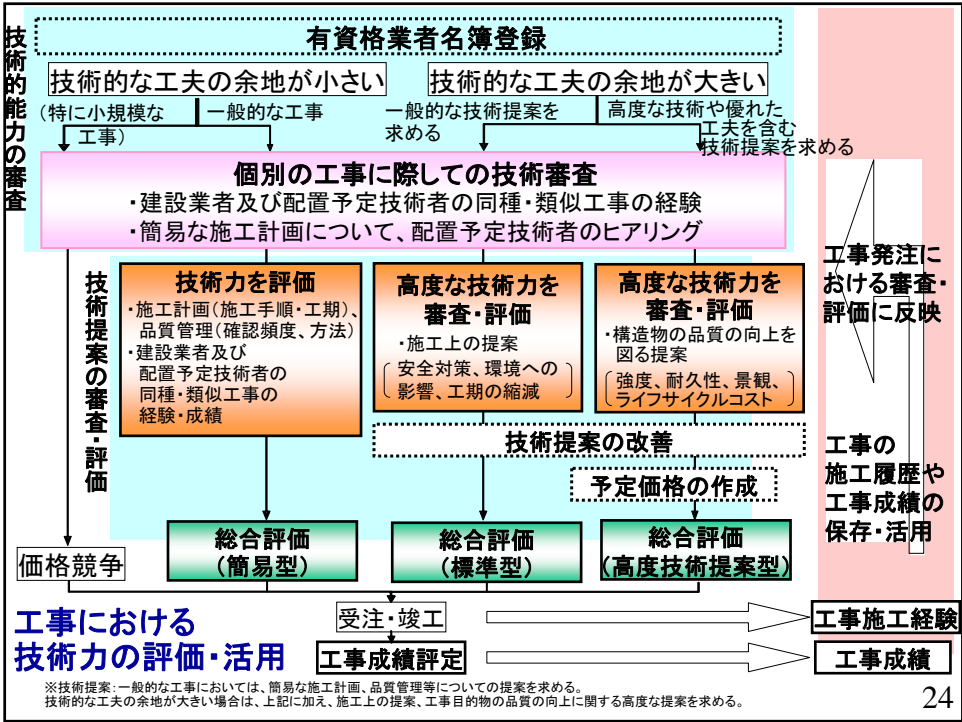 有資格業者名簿登録
技術的能力の審査
技術的な工夫の余地が小さい
技術的な工夫の余地が大きい
(特に小規模な
工事)
一般的な工事
一般的な技術提案を
求める
高度な技術や優れた
工夫を含む
技術提案を求める
個別の工事に際しての技術審査
・建設業者及び配置予定技術者の同種・類似工事の経験
・簡易な施工計画について、配置予定技術者のヒアリング
技術提案の審査・評価
技術力を評価
・施工計画(施工手順・工期)、
品質管理(確認頻度、方法)
・建設業者及び
配置予定技術者の
同種・類似工事の
経験・成績
高度な技術力を
審査・評価
・施工上の提案
安全対策、環境への
影響、工期の縮減
高度な技術力を
審査・評価
・構造物の品質の向上を
図る提案
強度、耐久性、景観、
ライフサイクルコスト
工事発注に
おける審査・
評価に反映
技術提案の改善
予定価格の作成
工事の
施工履歴や
工事成績の
保存・活用
価格競争
総合評価
(簡易型)
総合評価
(標準型)
総合評価
(高度技術提案型)
受注・竣工
工事施工経験
工事成績評定
工事成績
工事における
技術力の評価・活用
※技術提案:一般的な工事においては、簡易な施工計画、品質管理等についての提案を求める。
技術的な工夫の余地が大きい場合は、上記に加え、施工上の提案、工事目的物の品質の向上に関する高度な提案を求める。
24